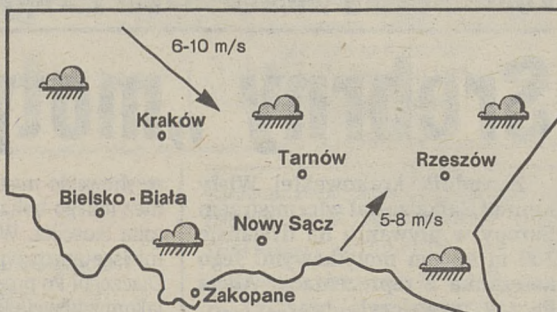 6-10 m/s
Kraków
Tarnów
Rzeszów
Bielsko - Biała
Nowy Sącz
5-8 m/s
Zakopane